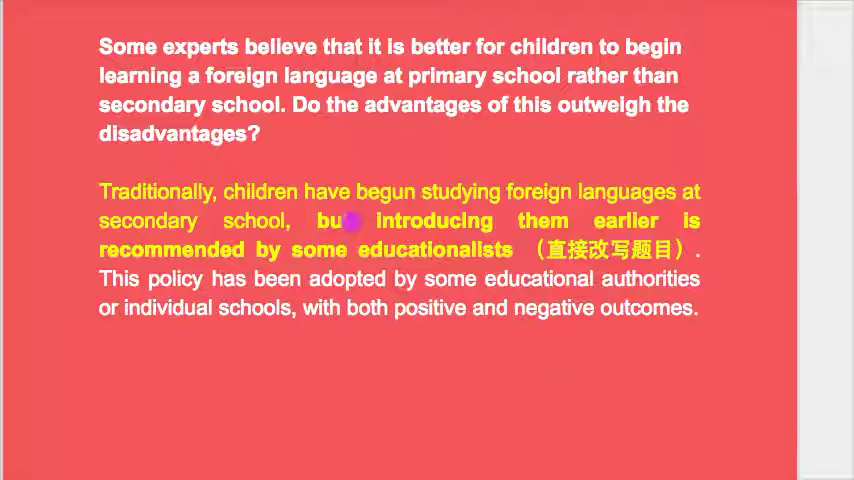 Some experts believe that it is better for children to begin
learning a foreign language at primary school rather than
secondary school. Do the advantages of this outweigh the
disadvantages?
Traditionally, children have begun studying foreign languages at
secondary school, but introducing them earlier is
recommended by some educationalists （直接改写题目）.
This policy has been adopted by some educational authorities
or individual schools, with both positive and negative outcomes.